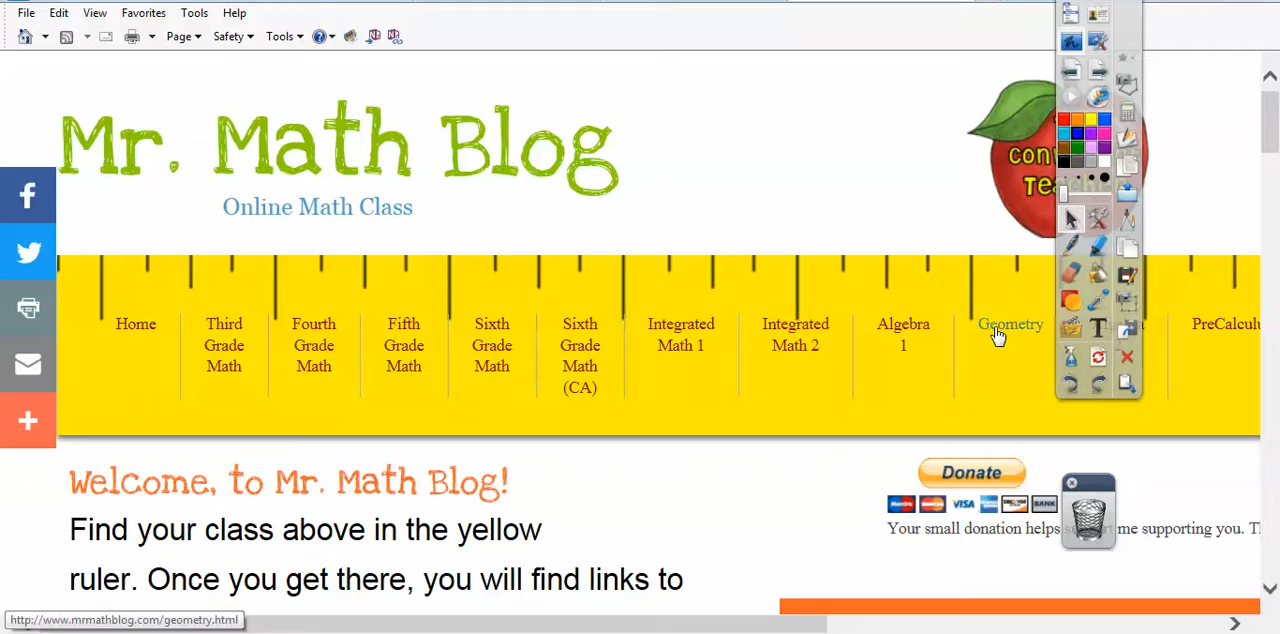 File Edit View Favorites Tools Help
Page Safety Tools
Mr. Math Blog
Online Math Class
Home
Third
Grade
Math
Fourth
Grade
Math
Fifth
Grade
Math
Sixth
Grade
Math
Sixth
Grade
Math
(CA)
Integrated
Math 1
Integrated
Math 2
Algebra
1
Geometry
PreCalculu
Welcome, to Mr. Math Blog!
Find your class above in the yellow
ruler. Once you get there, you will find links to
Donate
VISA
DISCOVER
BANK
Your small donation helps me supporting you.
http://www.mrmathblog.com/geometry.html